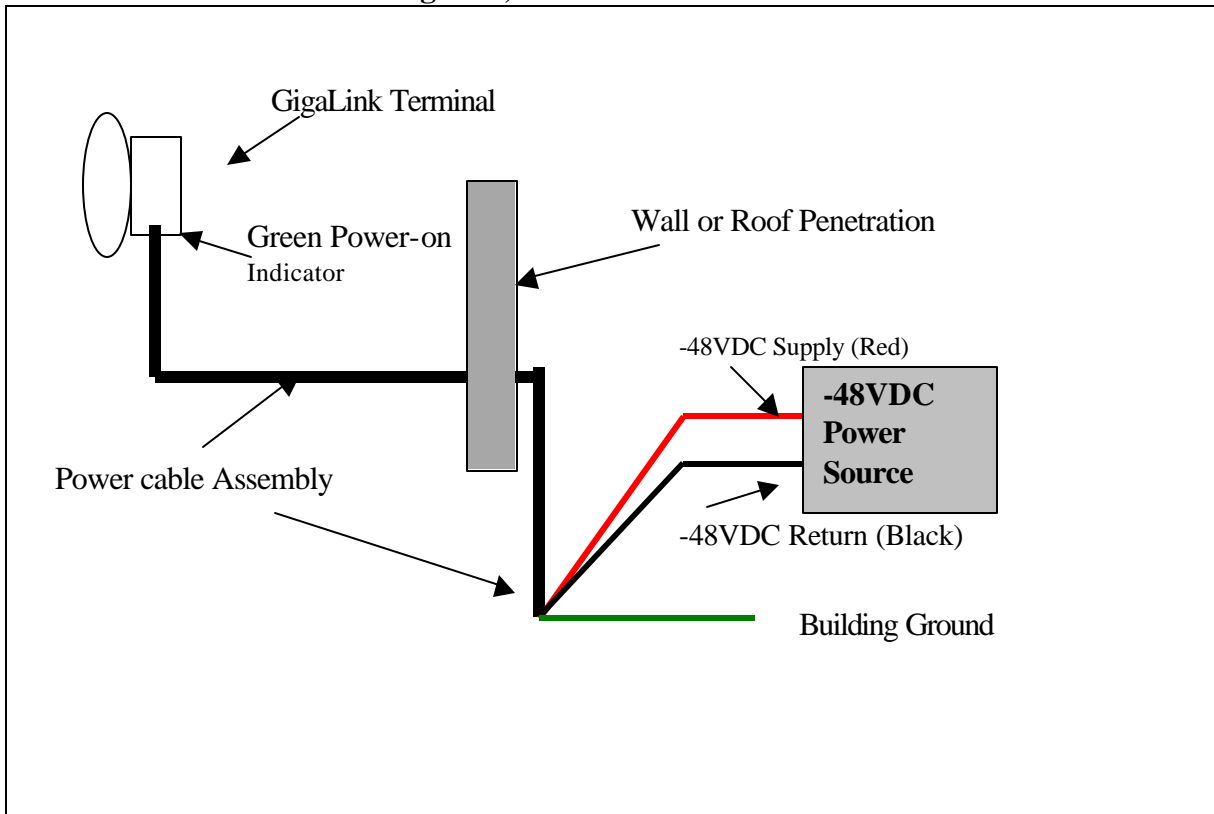 GigaLink Terminal
Wall or Roof Penetration
Green Power-on
Indicator
-48VDC Supply (Red)
-48VDC
Power
Source
Power cable Assembly
-48VDC Return (Black)
Building Ground